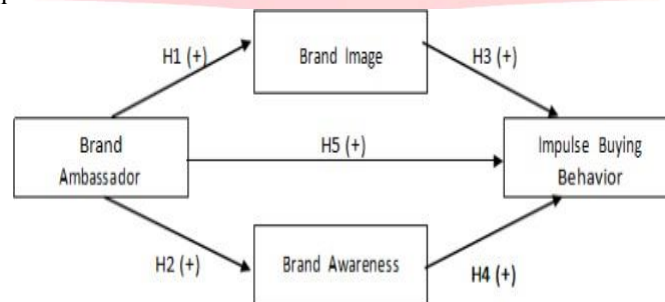 Brand Image
H1 (+)
H3 (+)
Brand
Ambassador
H5 (+)
Impulse Buying
Behavior
H2 (+)
Brand Awareness
H4 (+)